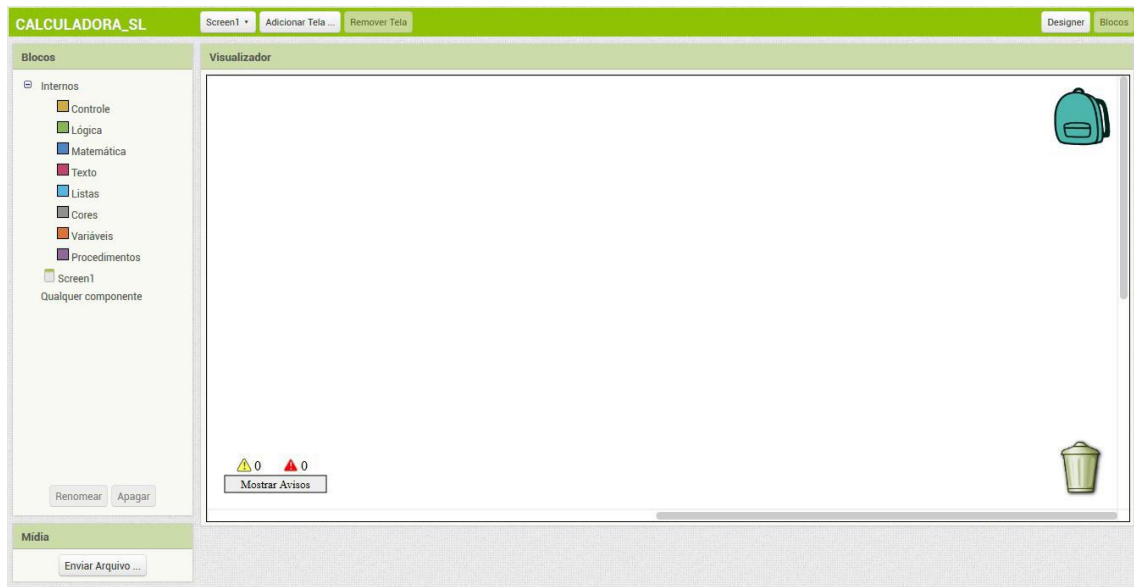 CALCULADORA_SL
Screen1
Adicionar Tela ...
Remover Tela
Designer
Blocos
Blocos
Internos
Controle
Lógica
Matemática
Texto
Listas
Cores
Variáveis
Procedimentos
Screen1
Qualquer componente
Renomear
Apagar
Mídia
Enviar Arquivo ...
Visualizador
0
0
Mostrar Avisos